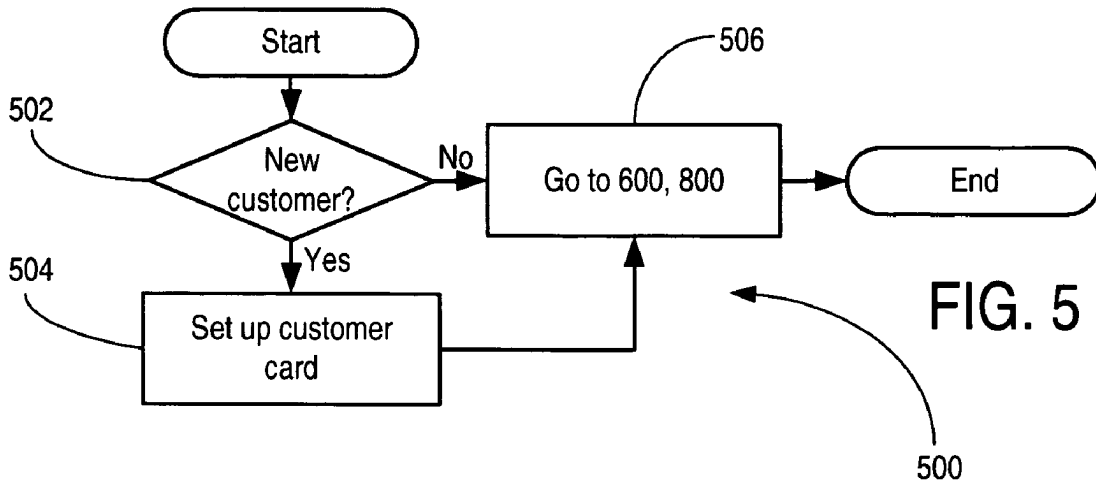 Start
506
502
New
customer?
No
Go to 600, 800
End
Yes
504
Set up customer
card
FIG. 5
500